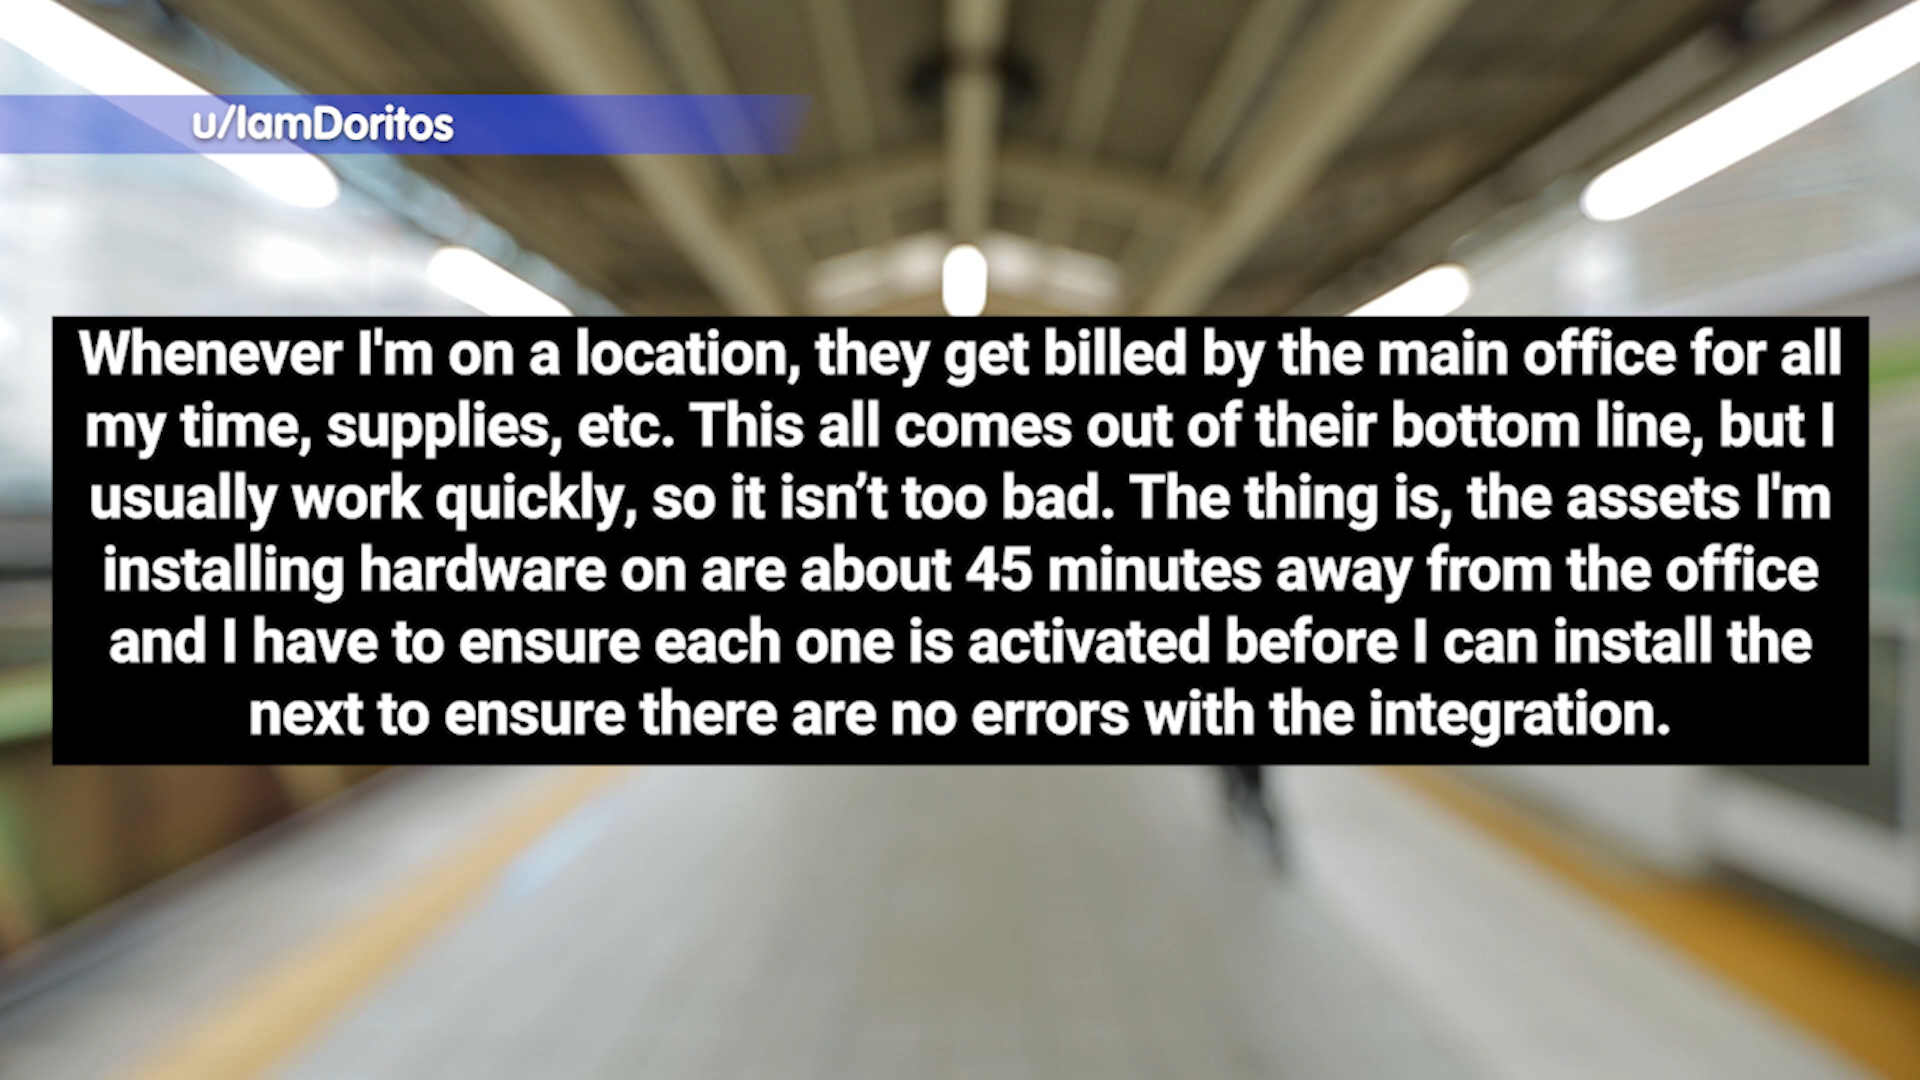 u/IamDoritos
Whenever I'm on a location, they get billed by the main office for all
my time, supplies, etc. This all comes out of their bottom line, but I
usually work quickly, so it isn’t too bad. The thing is, the assets I'm
installing hardware on are about 45 minutes away from the office
and I have to ensure each one is activated before I can install the
next to ensure there are no errors with the integration.